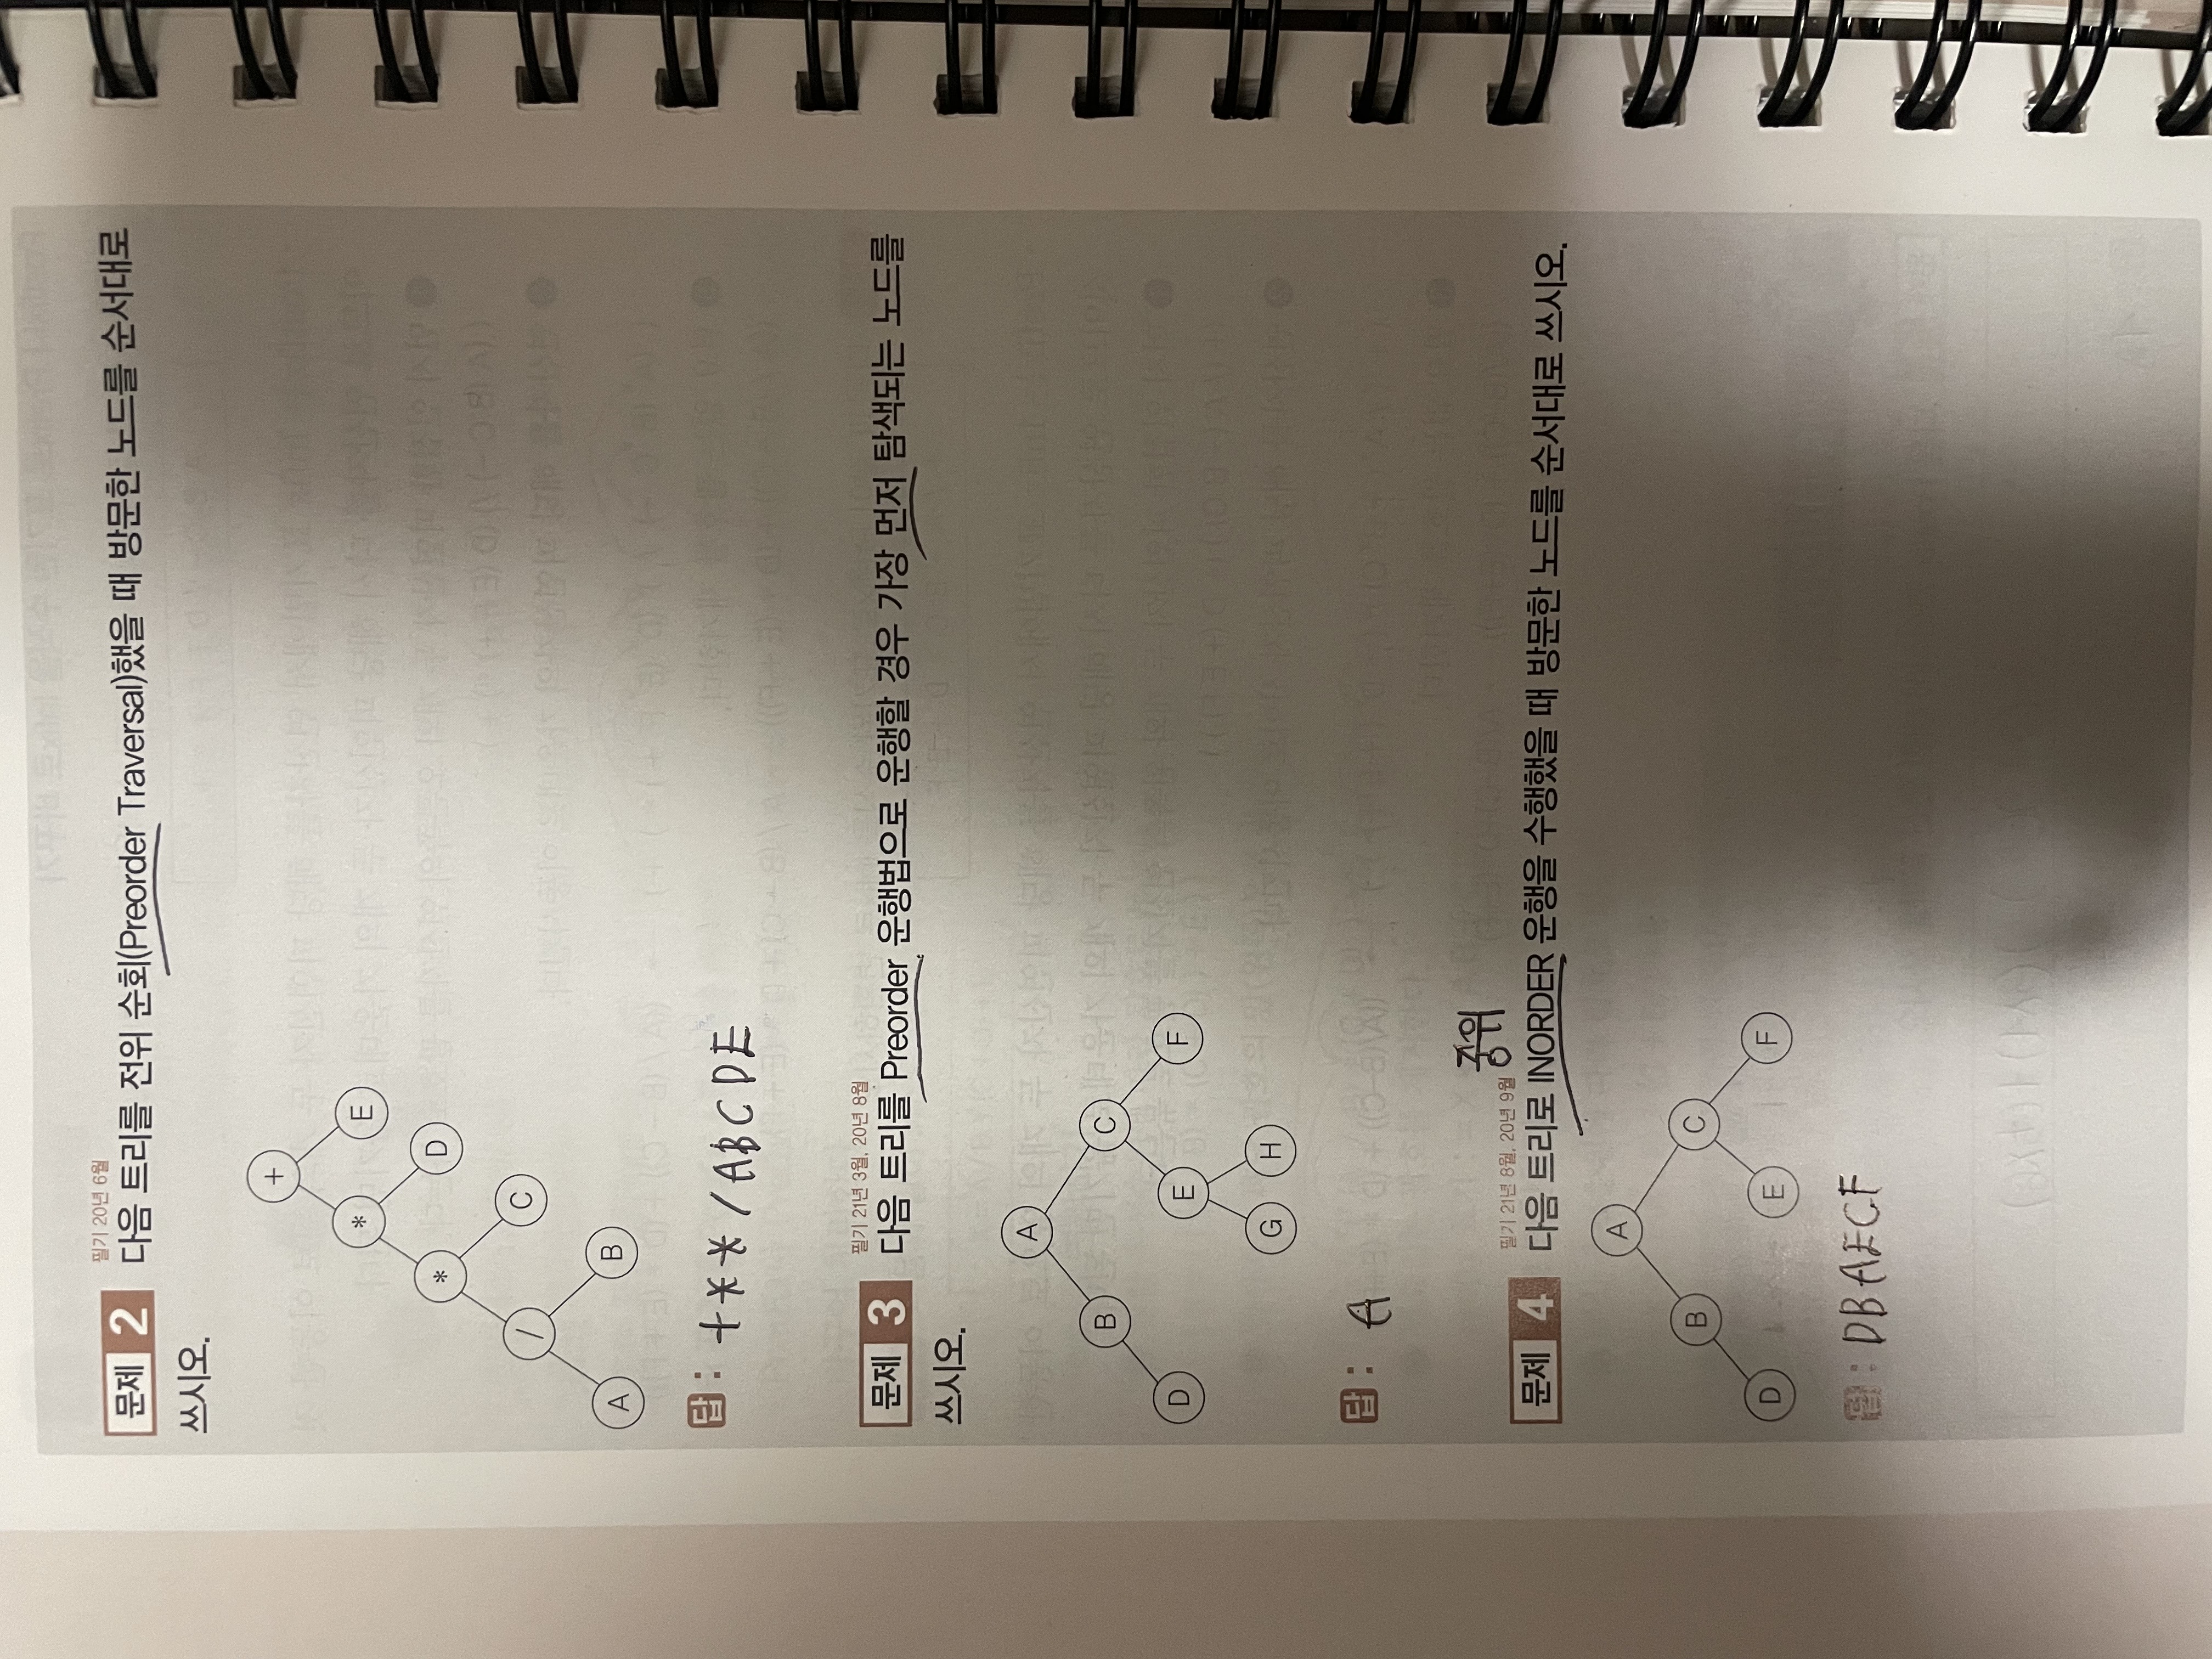 필기 20년 6월
문제 2 다음 트리를 전위 순회(Preorder Traversal)했을 때 방문한 노드를 순서대로
쓰시오.
+
* E
* D
/ C
A B
답 : + * * / A B C D E
필기 21년 3월, 20년 8월
문제 3 다음 트리를 Preorder 운행법으로 운행할 경우 가장 먼저 탐색되는 노드를
쓰시오.
A
B C
D E F
G H
답 : A
중위
필기 21년 8월, 20년 9월
문제 4 다음 트리로 INORDER 운행을 수행했을 때 방문한 노드를 순서대로 쓰시오.
A
B C
D E F
답 : D B A E C F